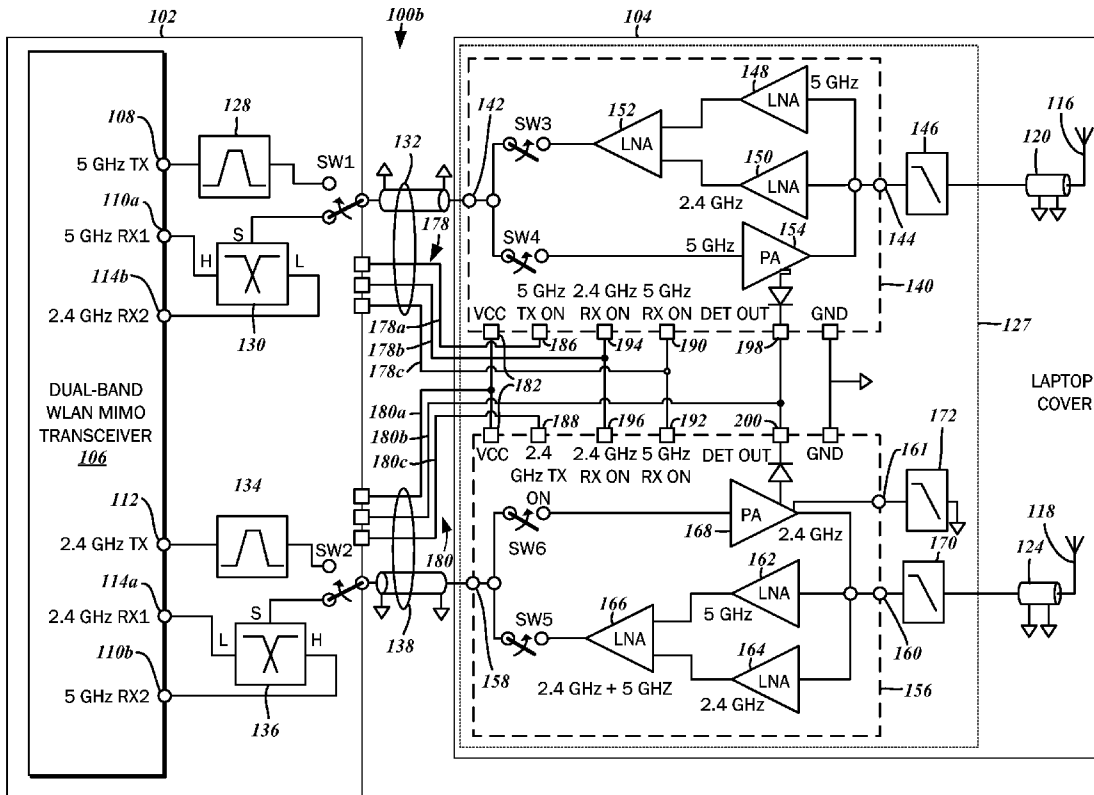 102
100b
104
108
128
5 GHz TX
SW1
132
142
110a
5 GHz RX1
S
H
L
114b
2.4 GHz RX2
130
178
178a
178b
178c
SW3
152
LNA
148
LNA
5 GHz
150
LNA
2.4 GHz
SW4
5 GHz
154
PA
146
144
120
116
140
127
VCC
5 GHz
TX ON
2.4 GHz
RX ON
5 GHz
RX ON
DET OUT
GND
186
194
190
198
182
DUAL-BAND
WLAN MIMO
TRANSCEIVER
106
LAPTOP
COVER
180a
180b
180c
188
196
192
200
VCC
2.4
GHz TX
ON
2.4 GHz
RX ON
5 GHz
RX ON
DET OUT
GND
161
172
112
134
2.4 GHz TX
SW2
180
138
158
SW6
PA
168
2.4 GHz
170
124
118
114a
2.4 GHz RX1
S
L
H
110b
5 GHz RX2
136
SW5
166
LNA
2.4 GHz + 5 GHZ
162
LNA
5 GHz
164
LNA
2.4 GHz
160
156